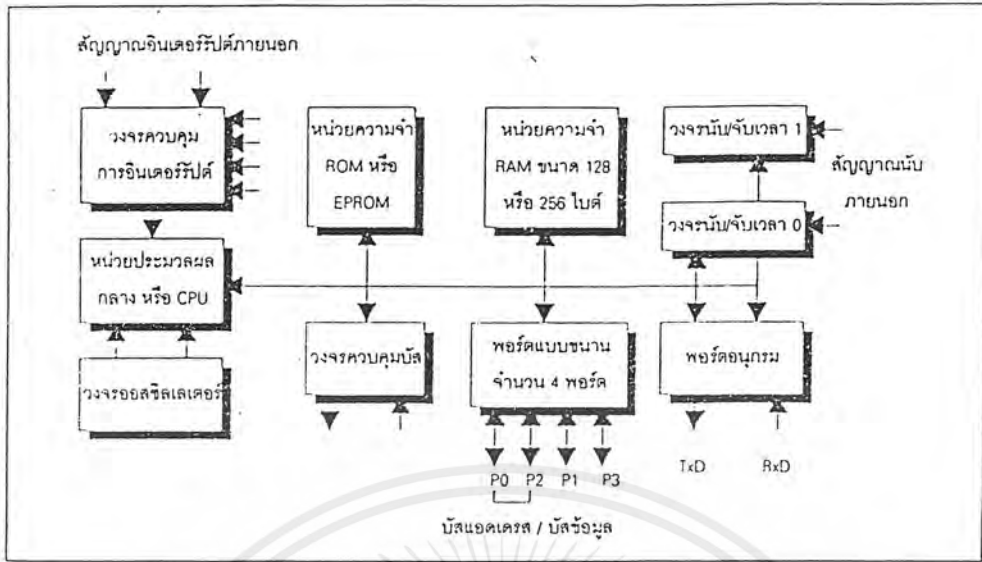 สัญญาณอินเตอร์รัปต์ภายนอก
วงจรควบคุม
การอินเตอร์รัปต์
หน่วยความจำ
ROM หรือ
EPROM
หน่วยความจำ
RAM ขนาด 128
หรือ 256 ไบต์
วงจรนับ/จับเวลา 1
สัญญาณนับ
ภายนอก
วงจรนับ/จับเวลา 0
หน่วยประมวลผล
กลาง หรือ CPU
วงจรออสซิลเลเตอร์
วงจรควบคุมบัส
พอร์ตแบบขนาน
จำนวน 4 พอร์ต
พอร์ตอนุกรม
P0 P2 P1 P3
TxD RxD
บัสแอดเดรส / บัสข้อมูล